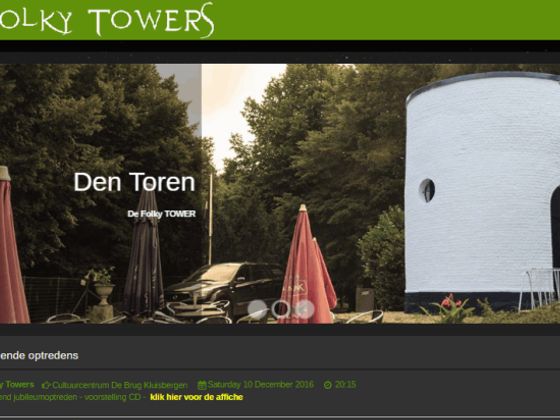 OLKY TOWERS
Den Toren
De Folky TOWER
ende optredens
y Towers Cultuurcentrum De Brug Kluisbergen Saturday 10 December 2016 20:15
end jubileumoptreden - voorstelling CD - klik hier voor de affiche